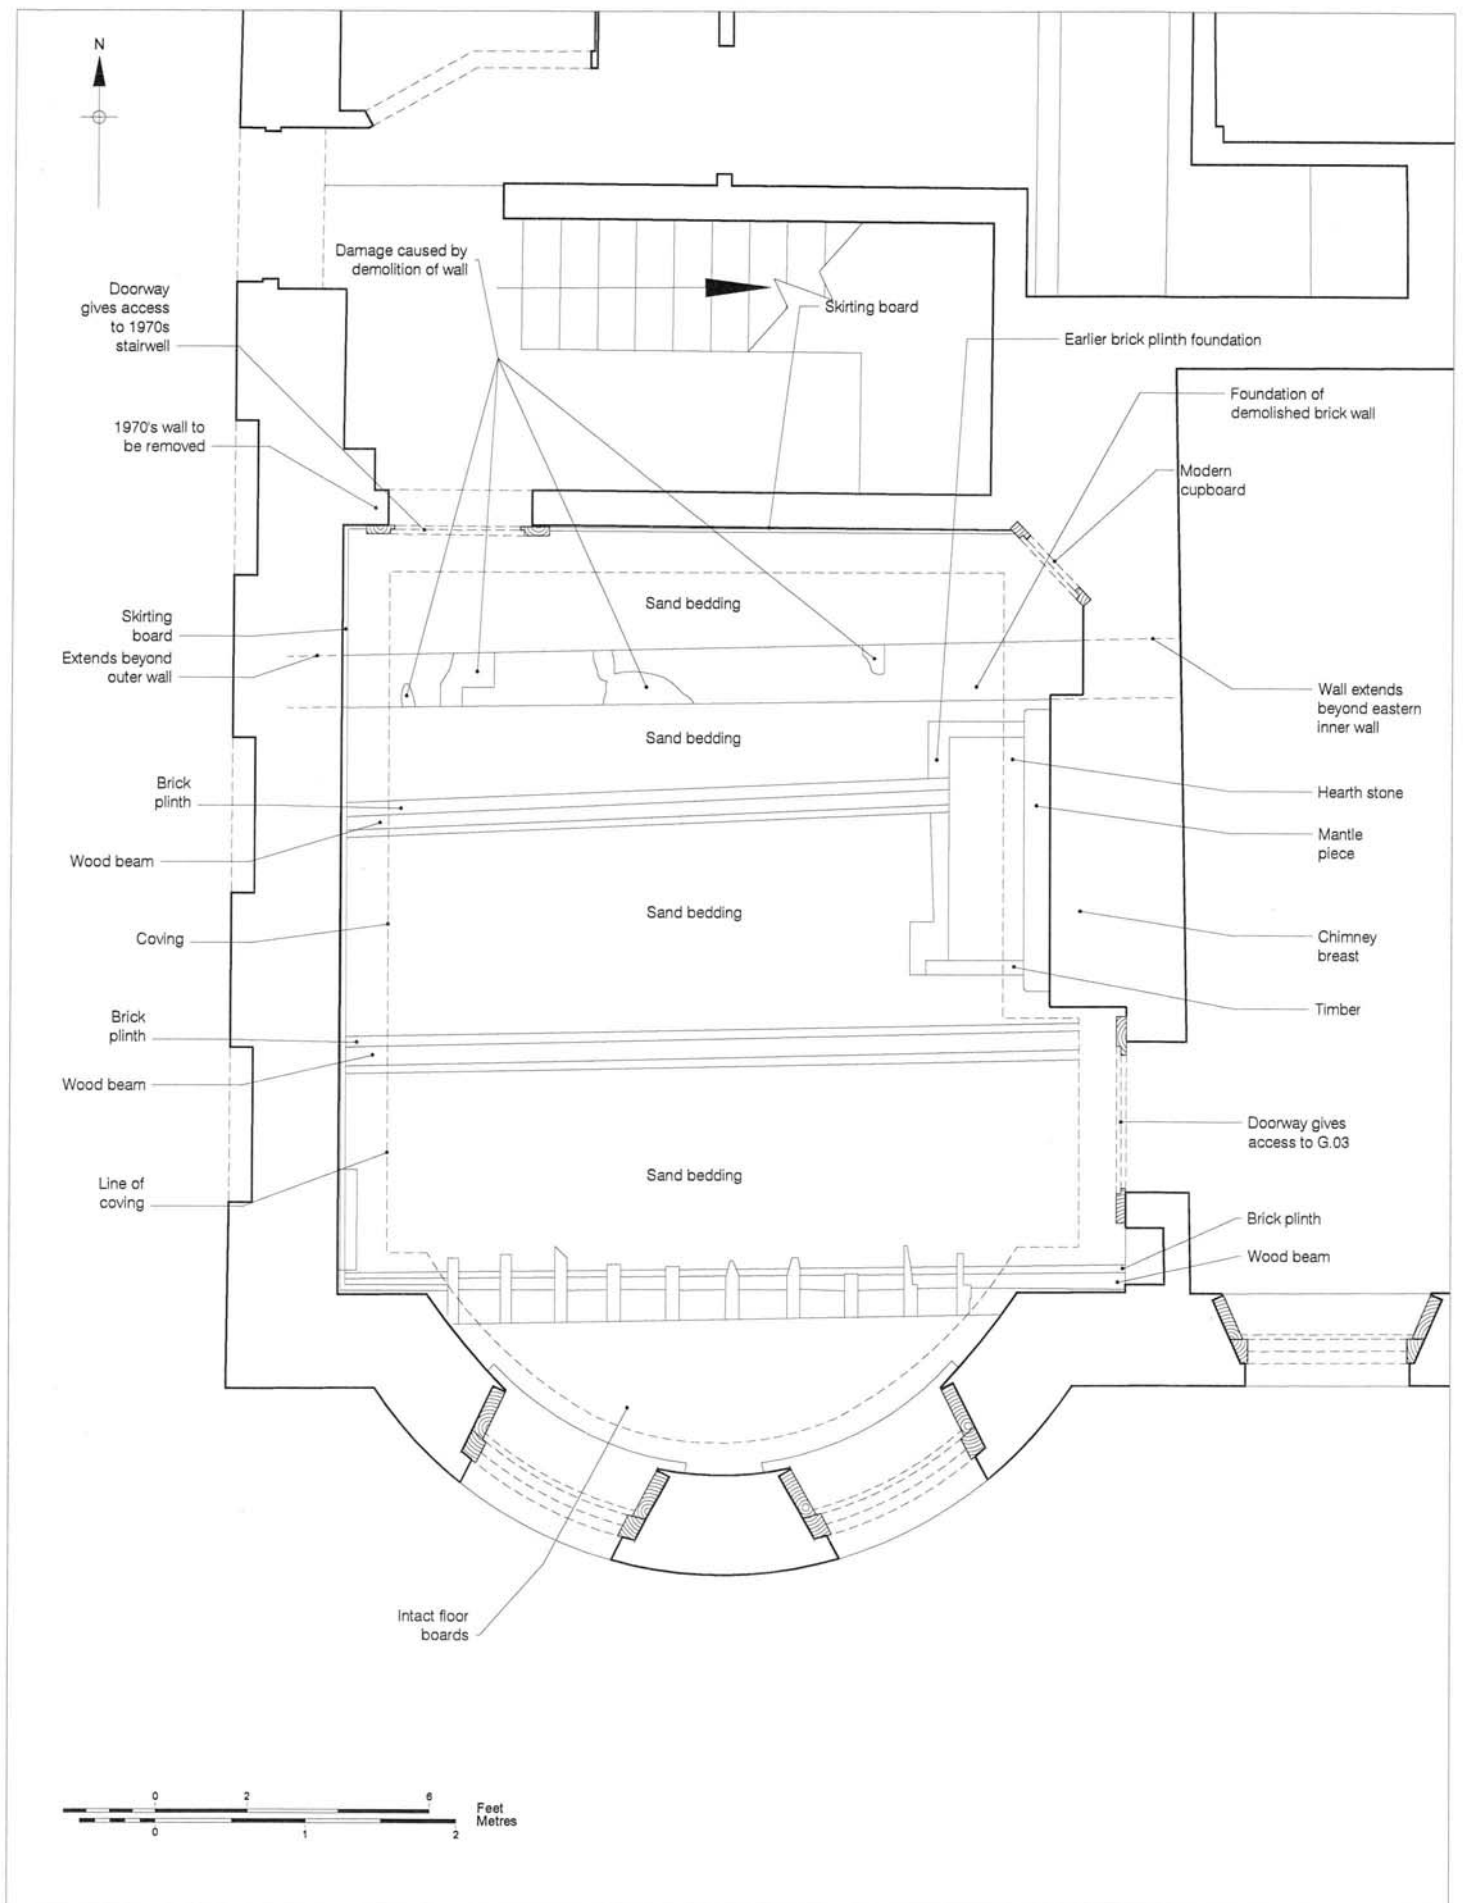 N
Damage caused by
demolition of wall
Doorway
gives access
to 1970s
stairwell
Skirting board
Earlier brick plinth foundation
Foundation of
demolished brick wall
1970's wall to
be removed
Modern
cupboard
Sand bedding
Skirting
board
Extends beyond
outer wall
Wall extends
beyond eastern
inner wall
Sand bedding
Brick
plinth
Hearth stone
Mantle
piece
Wood beam
Sand bedding
Coving
Chimney
breast
Timber
Brick
plinth
Wood beam
Doorway gives
access to G.03
Sand bedding
Line of
coving
Brick plinth
Wood beam
Intact floor
boards
0 2 6
Feet
Metres
0 1 2